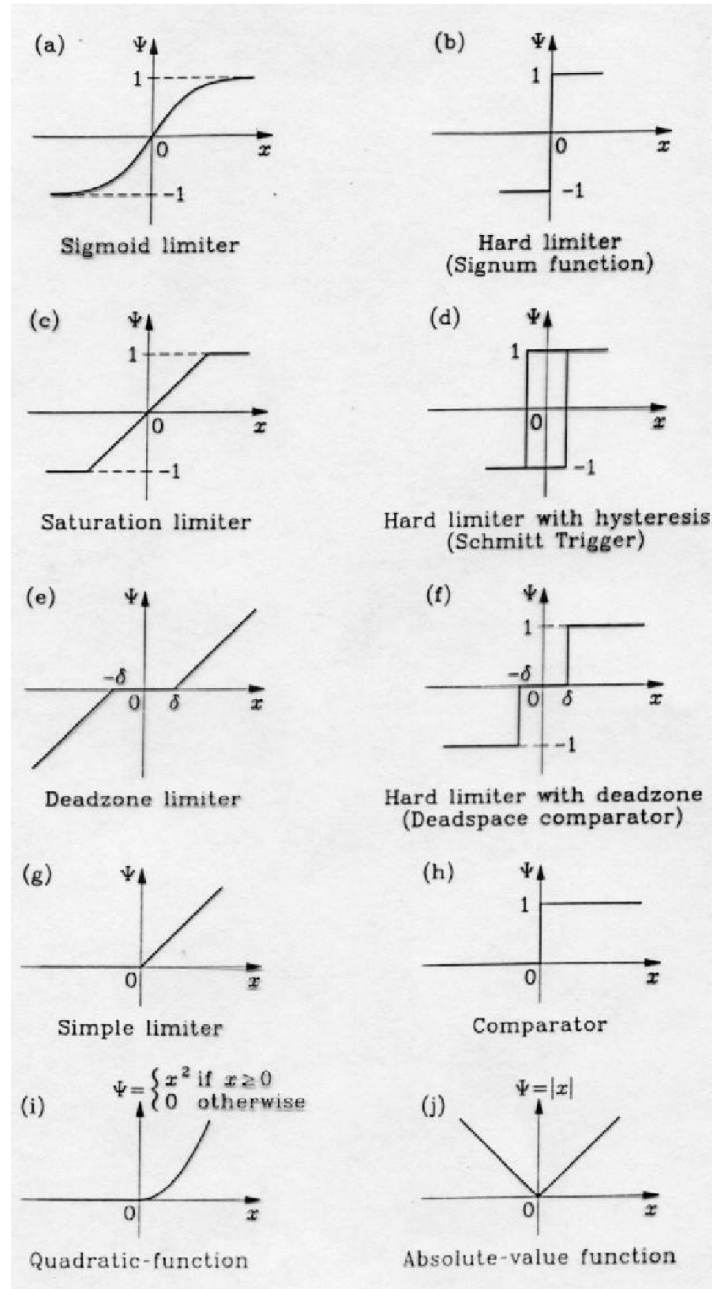 (a)
Ψ
1
0
x
-1
Sigmoid limiter
(b)
Ψ
1
0
x
-1
Hard limiter
(Signum function)
(c)
Ψ
1
0
x
-1
Saturation limiter
(d)
Ψ
1
0
x
-1
Hard limiter with hysteresis
(Schmitt Trigger)
(e)
Ψ
-δ
0
δ
x
Deadzone limiter
(f)
Ψ
1
-δ
0
δ
x
-1
Hard limiter with deadzone
(Deadspace comparator)
(g)
Ψ
0
x
Simple limiter
(h)
Ψ
1
0
x
Comparator
(i)
Ψ={x² if x≥0
{0 otherwise
0
x
Quadratic-function
(j)
Ψ=|x|
0
x
Absolute-value function